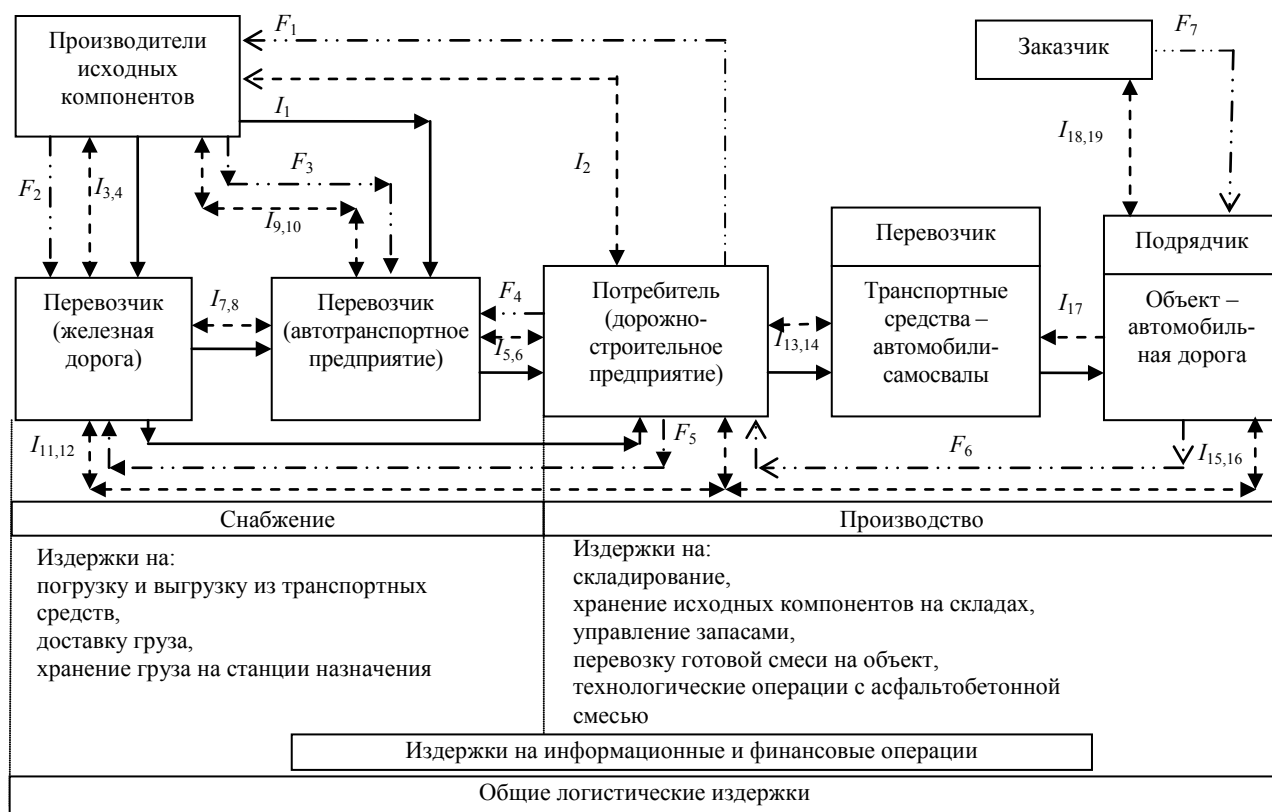 F1
F7
Производители
исходных
компонентов
Заказчик
I1
I18,19
I2
F2
I3,4
F3
I9,10
Перевозчик
Подрядчик
Перевозчик
(железная
дорога)
I7,8
Перевозчик
(автотранспортное
предприятие)
F4
I5,6
Потребитель
(дорожно-
строительное
предприятие)
I13,14
Транспортные
средства –
автомобили-
самосвалы
I17
Объект –
автомобиль-
ная дорога
I11,12
F5
F6
I15,16
Снабжение
Производство
Издержки на:
погрузку и выгрузку из транспортных
средств,
доставку груза,
хранение груза на станции назначения
Издержки на:
складирование,
хранение исходных компонентов на складах,
управление запасами,
перевозку готовой смеси на объект,
технологические операции с асфальтобетонной
смесью
Издержки на информационные и финансовые операции
Общие логистические издержки